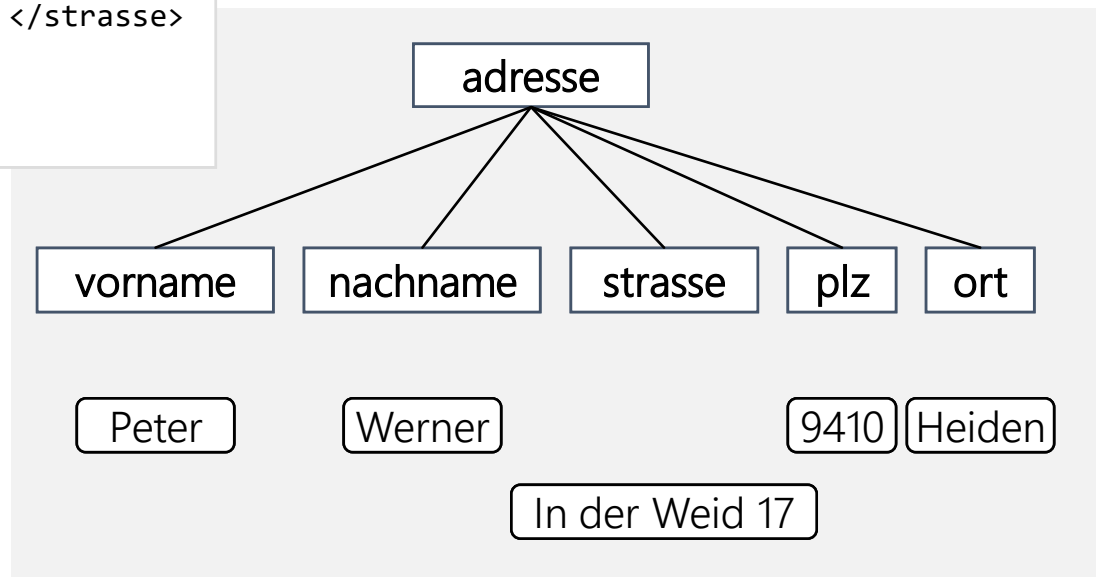 </strasse>
adresse
vorname nachname strasse plz ort
Peter Werner 9410 Heiden
In der Weid 17